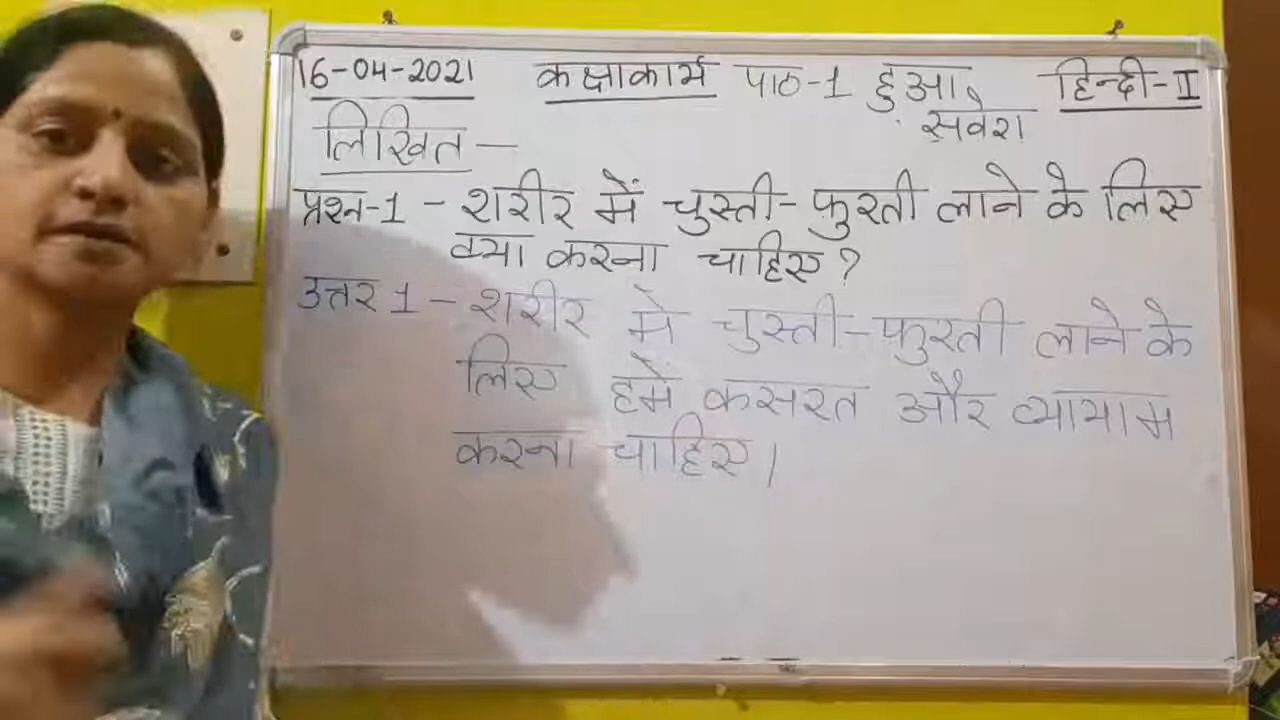 16-04-2021 कक्षाकार्य पाठ-1 हुआ सवेरा हिन्दी-II
लिखित —
प्रश्न-1 - शरीर में चुस्ती-फुरती लाने के लिए
क्या करना चाहिए?
उत्तर 1 - शरीर में चुस्ती-फुरती लाने के
लिए हमें कसरत और व्यायाम
करना चाहिए।